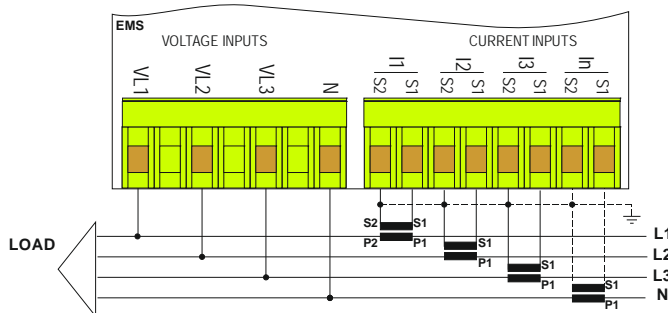 EMS
VOLTAGE INPUTS
CURRENT INPUTS
VL1
VL2
VL3
N
I1
I2
I3
In
S2 S1
S2 S1
S2 S1
S2 S1
S2 S1
P2 P1
L1
S1
P1
L2
S1
P1
L3
S1
P1
N
LOAD